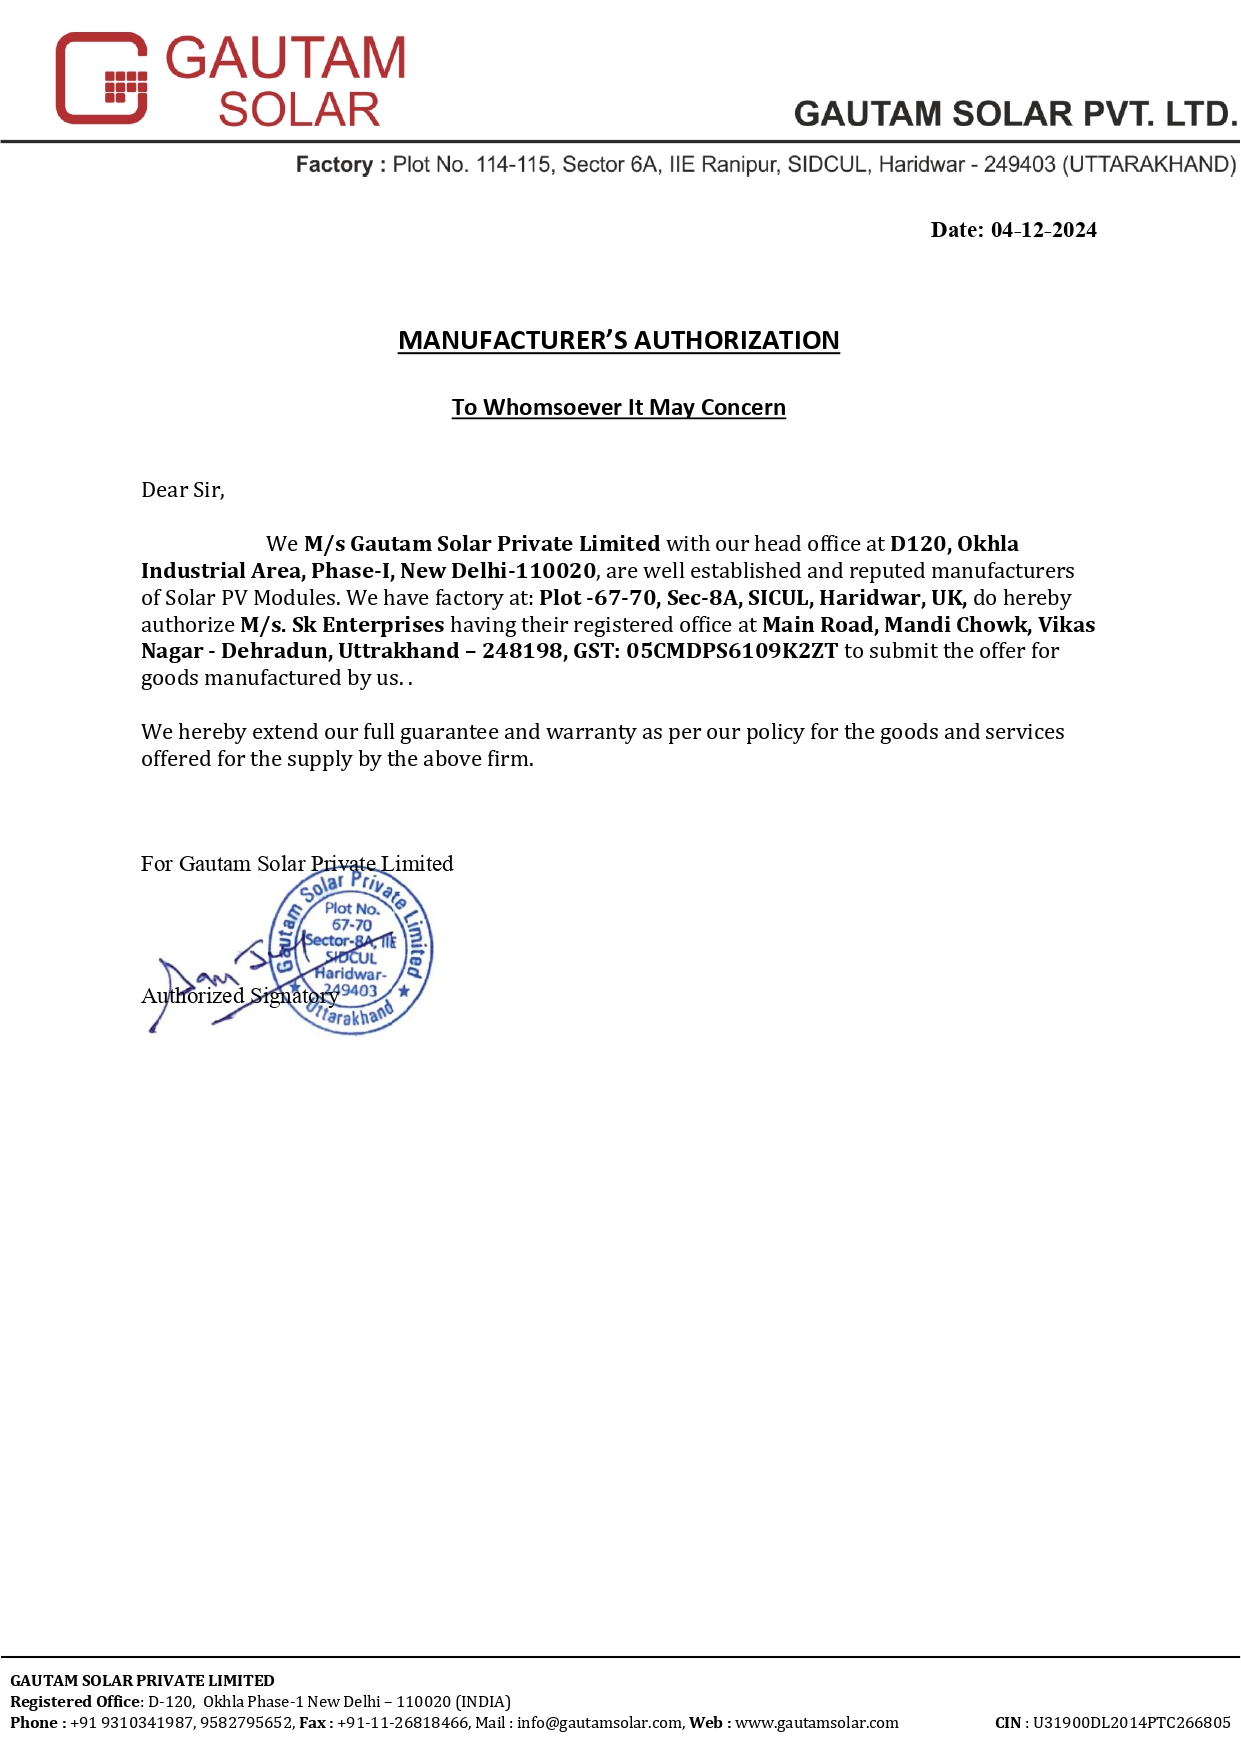 GAUTAM
SOLAR
GAUTAM SOLAR PVT. LTD.
Factory : Plot No. 114-115, Sector 6A, IIE Ranipur, SIDCUL, Haridwar - 249403 (UTTARAKHAND)
Date: 04-12-2024
MANUFACTURER’S AUTHORIZATION
To Whomsoever It May Concern
Dear Sir,
We M/s Gautam Solar Private Limited with our head office at D120, Okhla
Industrial Area, Phase-I, New Delhi-110020, are well established and reputed manufacturers
of Solar PV Modules. We have factory at: Plot -67-70, Sec-8A, SICUL, Haridwar, UK, do hereby
authorize M/s. Sk Enterprises having their registered office at Main Road, Mandi Chowk, Vikas
Nagar - Dehradun, Uttrakhand – 248198, GST: 05CMDPS6109K2ZT to submit the offer for
goods manufactured by us. .
We hereby extend our full guarantee and warranty as per our policy for the goods and services
offered for the supply by the above firm.
For Gautam Solar Private Limited
Gautam Solar Private Limited
Plot No.
67-70
Sector-8A, IIE
SIDCUL
Haridwar-
249403
Uttarakhand
Authorized Signatory
GAUTAM SOLAR PRIVATE LIMITED
Registered Office: D-120, Okhla Phase-1 New Delhi – 110020 (INDIA)
Phone : +91 9310341987, 9582795652, Fax : +91-11-26818466, Mail : info@gautamsolar.com, Web : www.gautamsolar.com CIN : U31900DL2014PTC266805